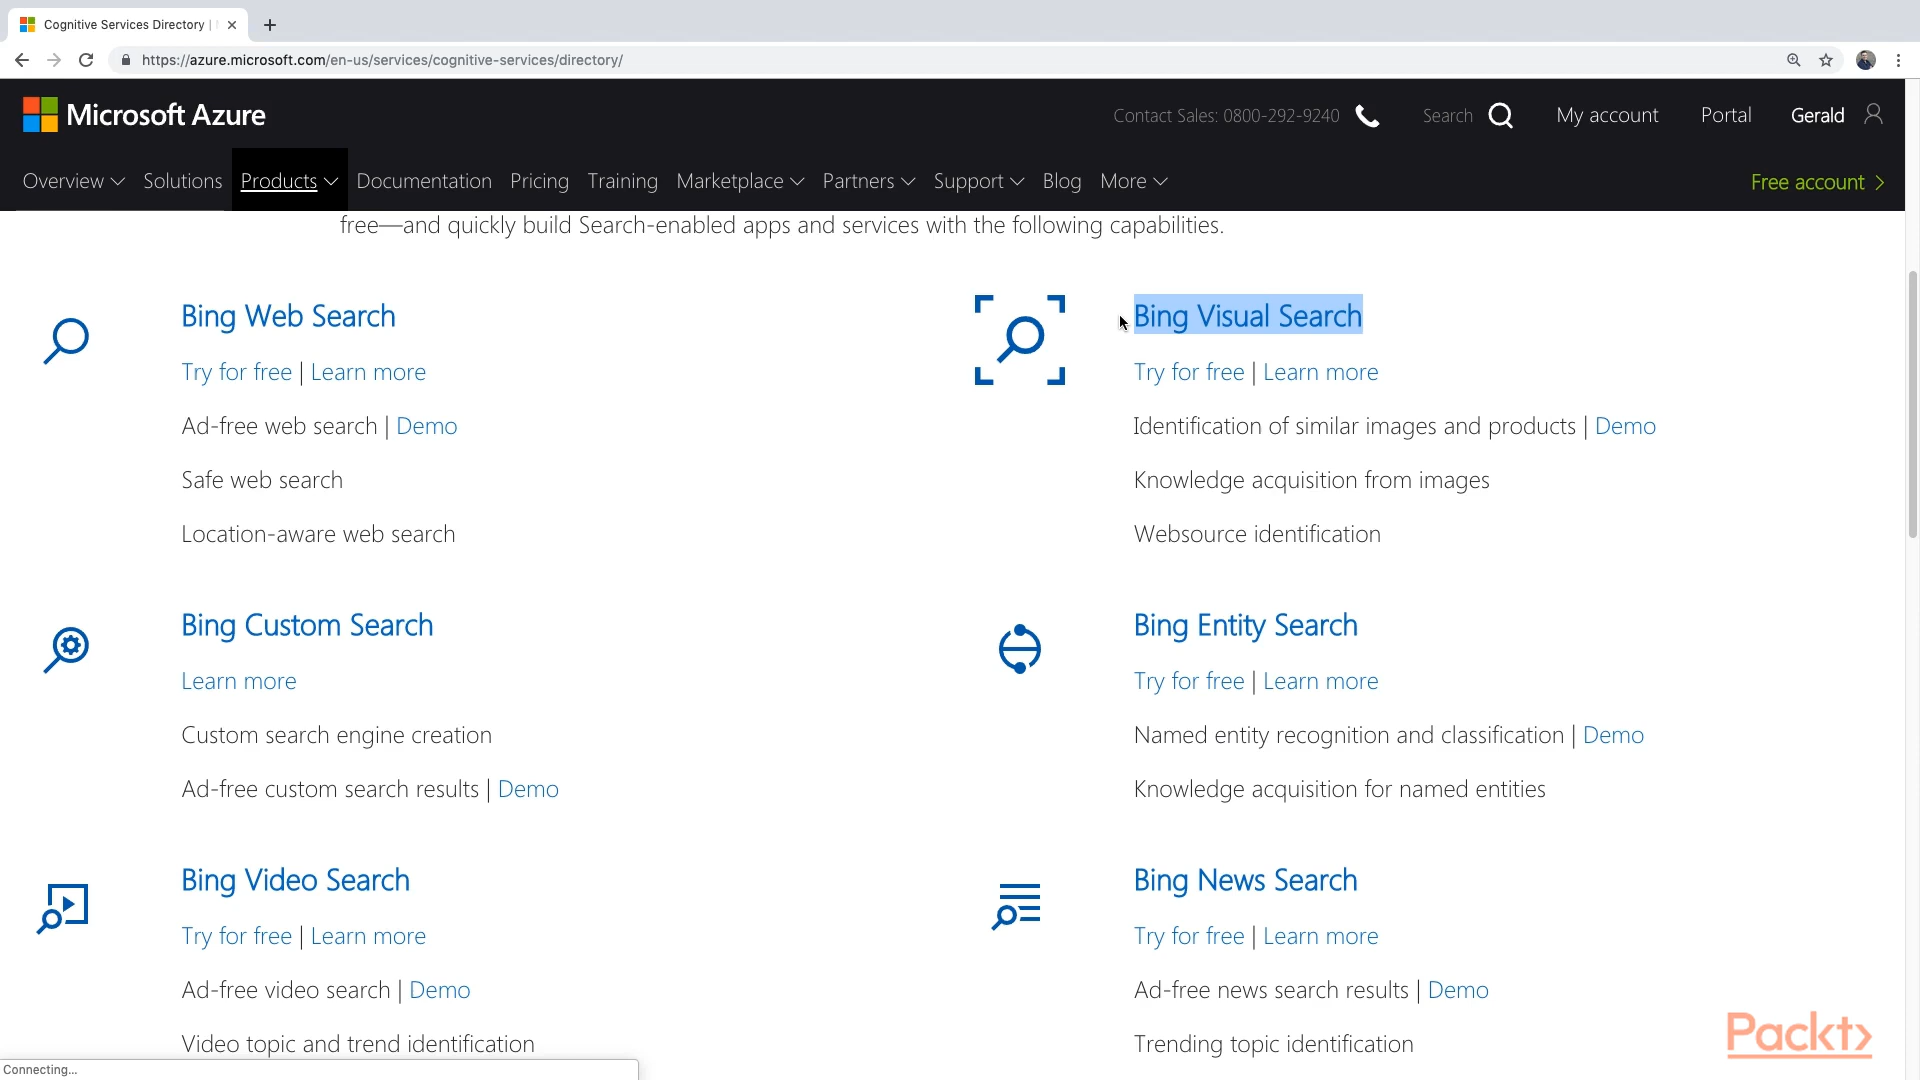 Cognitive Services Directory |
https://azure.microsoft.com/en-us/services/cognitive-services/directory/
Microsoft Azure
Contact Sales: 0800-292-9240
Search
My account
Portal
Gerald
Overview
Solutions
Products
Documentation
Pricing
Training
Marketplace
Partners
Support
Blog
More
Free account
free—and quickly build Search-enabled apps and services with the following capabilities.
Bing Web Search
Try for free | Learn more
Ad-free web search | Demo
Safe web search
Location-aware web search
Bing Visual Search
Try for free | Learn more
Identification of similar images and products | Demo
Knowledge acquisition from images
Websource identification
Bing Custom Search
Learn more
Custom search engine creation
Ad-free custom search results | Demo
Bing Entity Search
Try for free | Learn more
Named entity recognition and classification | Demo
Knowledge acquisition for named entities
Bing Video Search
Try for free | Learn more
Ad-free video search | Demo
Video topic and trend identification
Bing News Search
Try for free | Learn more
Ad-free news search results | Demo
Trending topic identification
Connecting...
Packt>